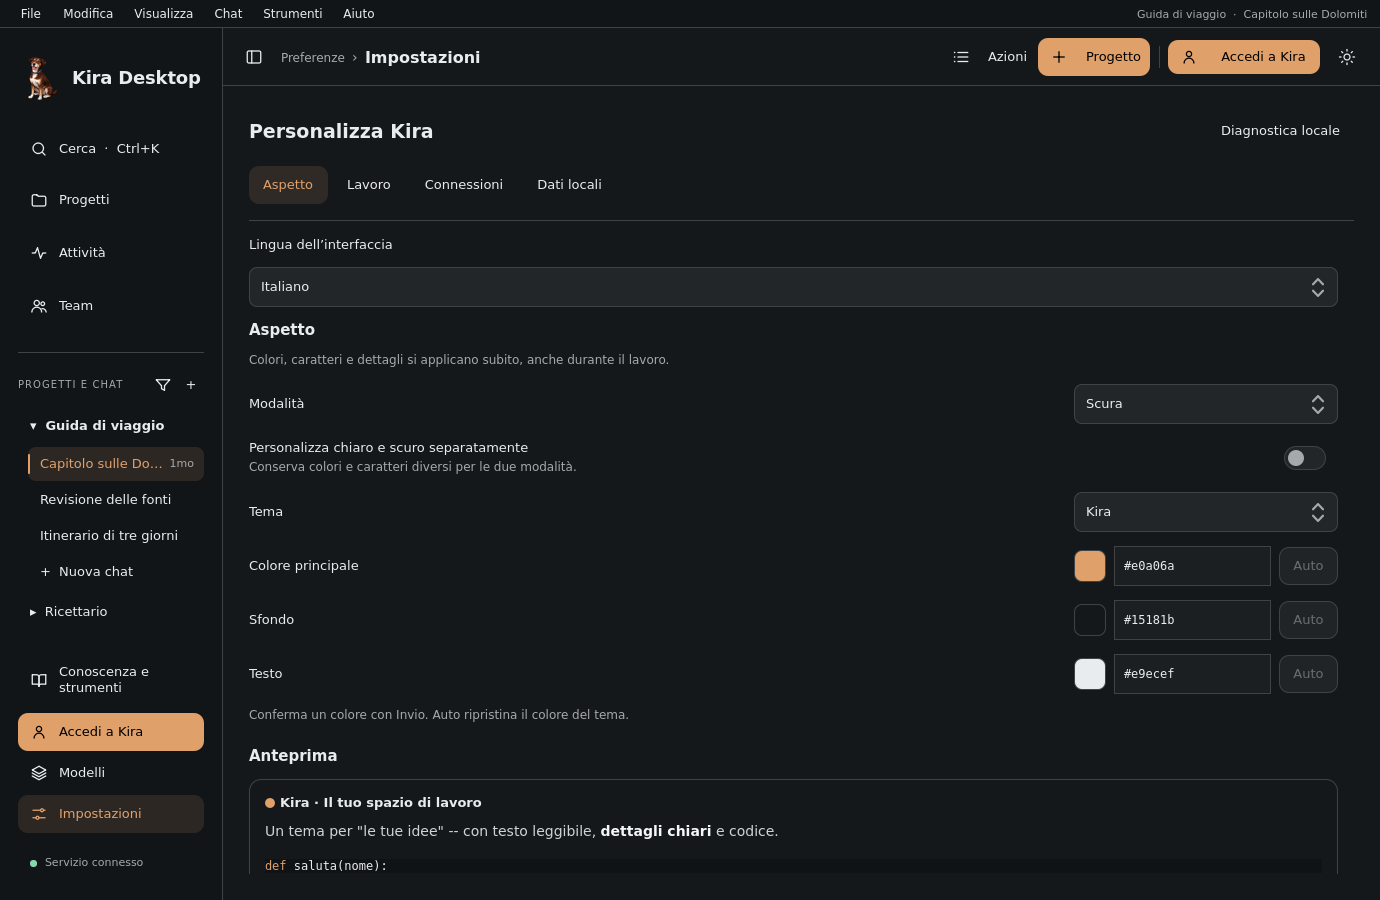 File Modifica Visualizza Chat Strumenti Aiuto
Guida di viaggio · Capitolo sulle Dolomiti
Kira Desktop
Cerca · Ctrl+K
Progetti
Attività
Team
PROGETTI E CHAT
+
▾ Guida di viaggio
Capitolo sulle Do… 1mo
Revisione delle fonti
Itinerario di tre giorni
+ Nuova chat
▸ Ricettario
Conoscenza e
strumenti
Accedi a Kira
Modelli
Impostazioni
Servizio connesso
Preferenze › Impostazioni
Azioni
Progetto
Accedi a Kira
Personalizza Kira
Diagnostica locale
Aspetto Lavoro Connessioni Dati locali
Lingua dell’interfaccia
Italiano
Aspetto
Colori, caratteri e dettagli si applicano subito, anche durante il lavoro.
Modalità
Scura
Personalizza chiaro e scuro separatamente
Conserva colori e caratteri diversi per le due modalità.
Tema
Kira
Colore principale
#e0a06a
Auto
Sfondo
#15181b
Auto
Testo
#e9ecef
Auto
Conferma un colore con Invio. Auto ripristina il colore del tema.
Anteprima
Kira · Il tuo spazio di lavoro
Un tema per "le tue idee" -- con testo leggibile, dettagli chiari e codice.
def saluta(nome):